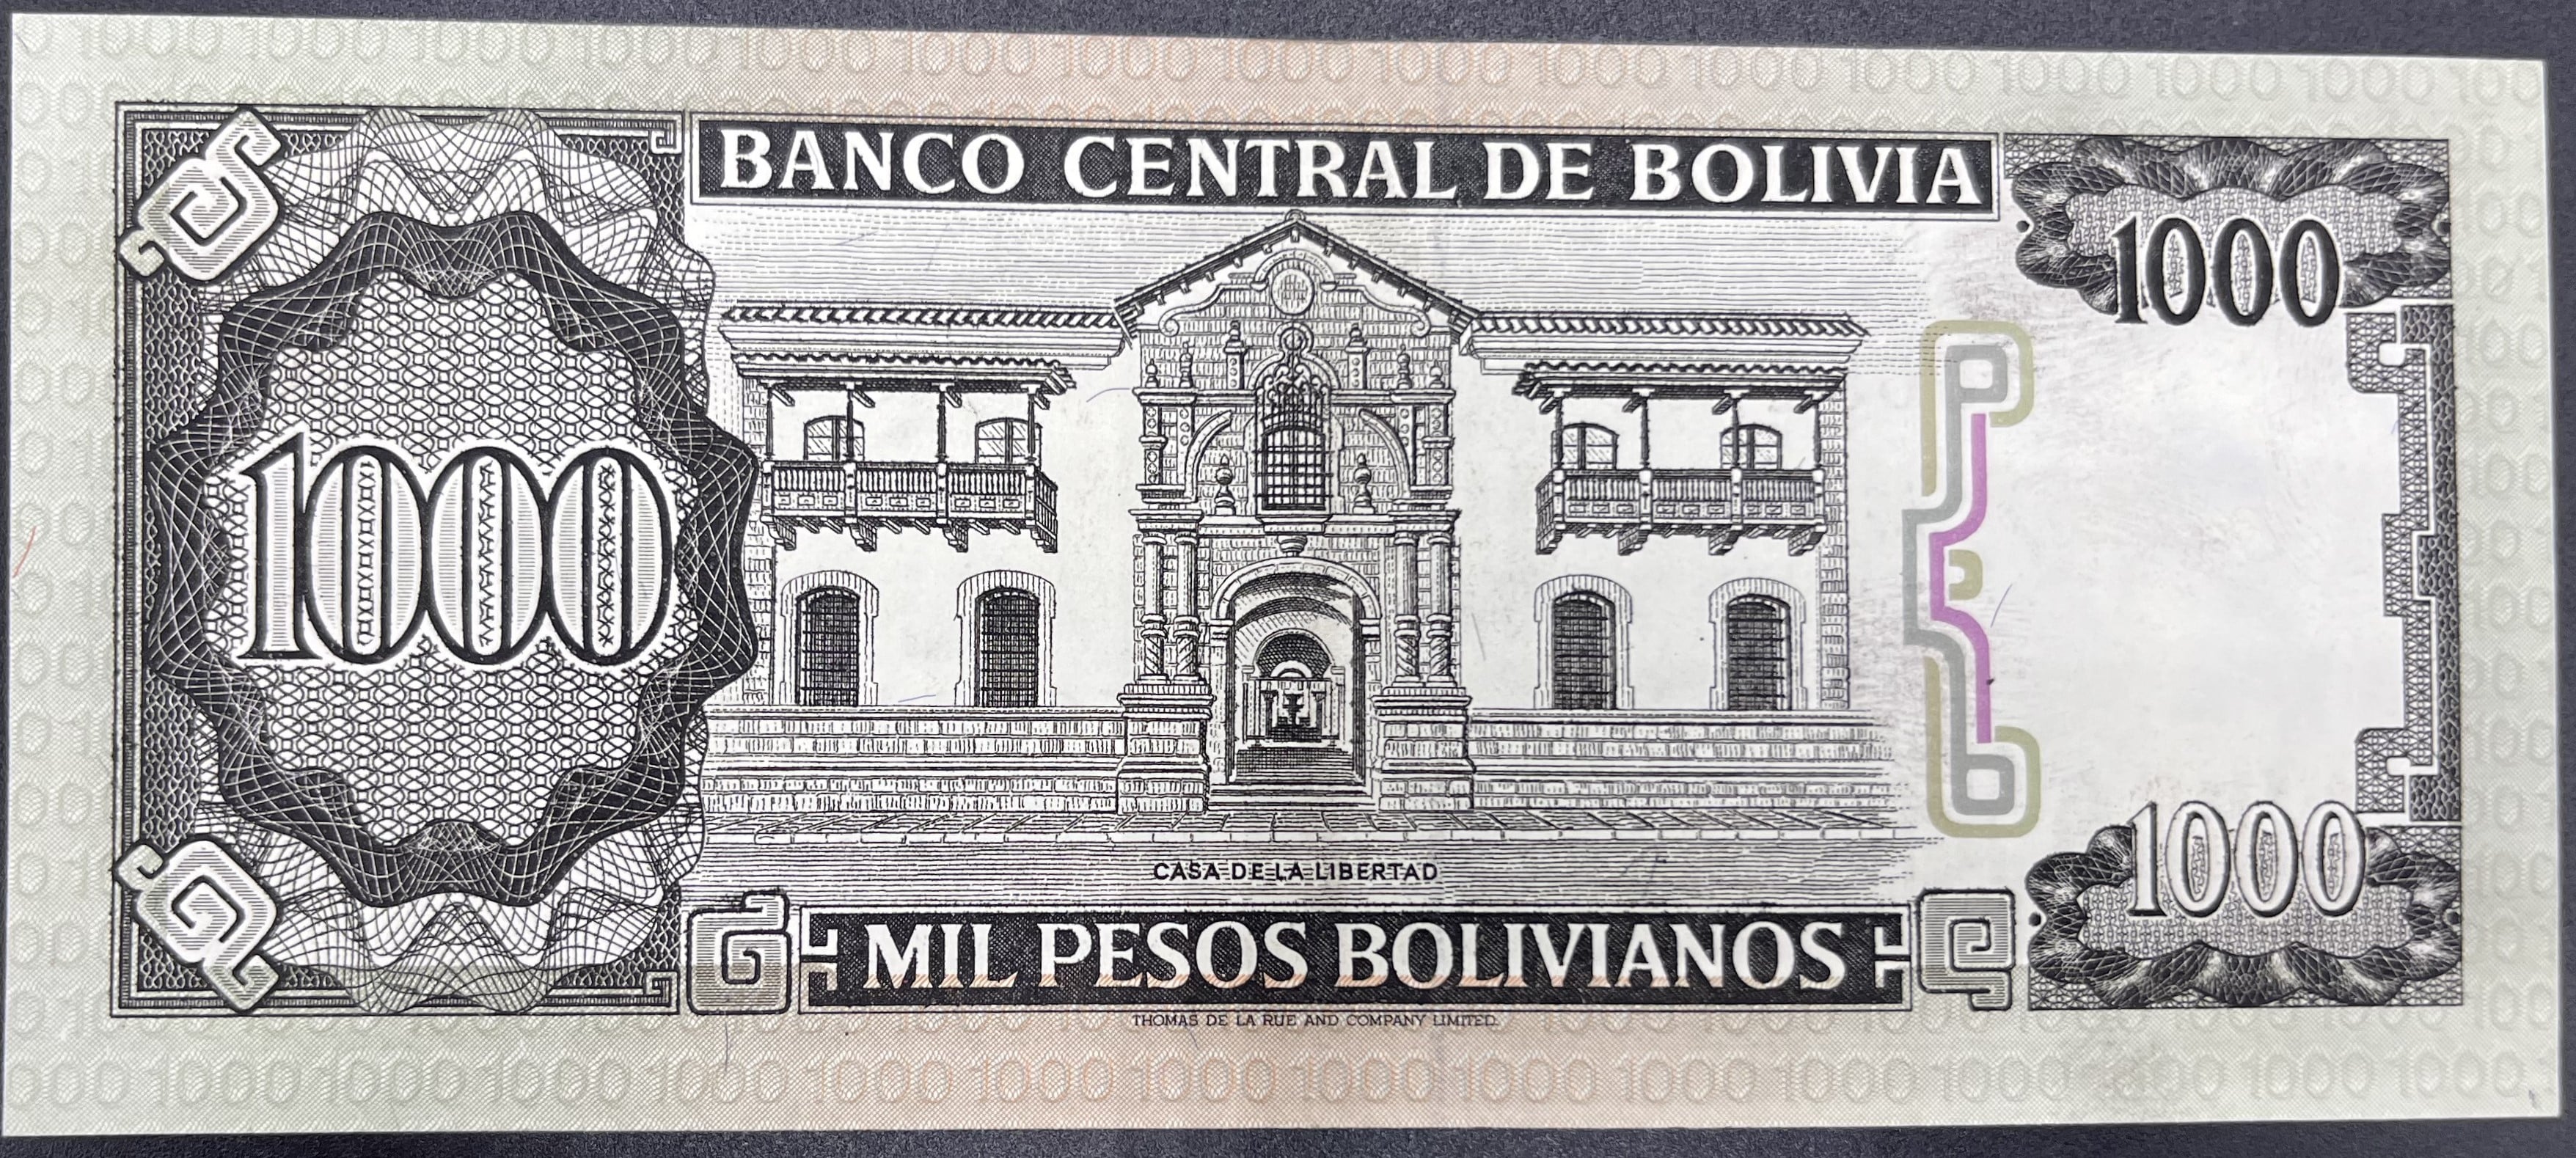 BANCO CENTRAL DE BOLIVIA
1000
1000
CASA DE LA LIBERTAD
1000
MIL PESOS BOLIVIANOS
THOMAS DE LA RUE AND COMPANY LIMITED.